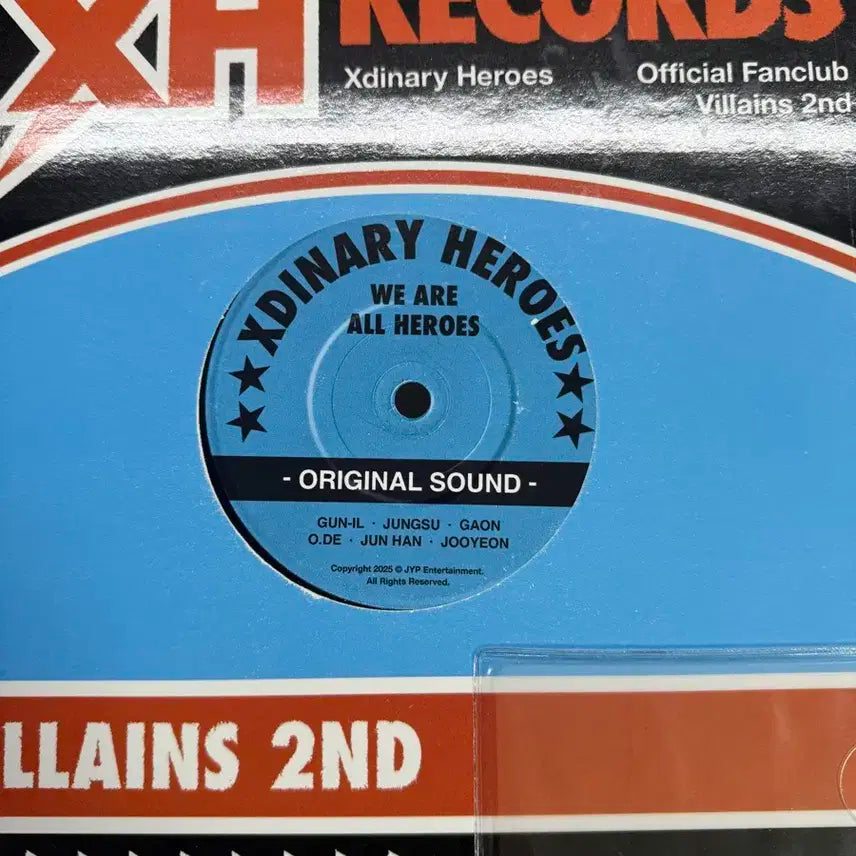 XH
RECORDS
Xdinary Heroes
Official Fanclub
Villains 2nd
XDINARY HEROES
WE ARE
ALL HEROES
- ORIGINAL SOUND -
GUN-IL · JUNGSU · GAON
O.DE · JUN HAN · JOOYEON
Copyright 2025 © JYP Entertainment.
All Rights Reserved.
LLAINS 2ND